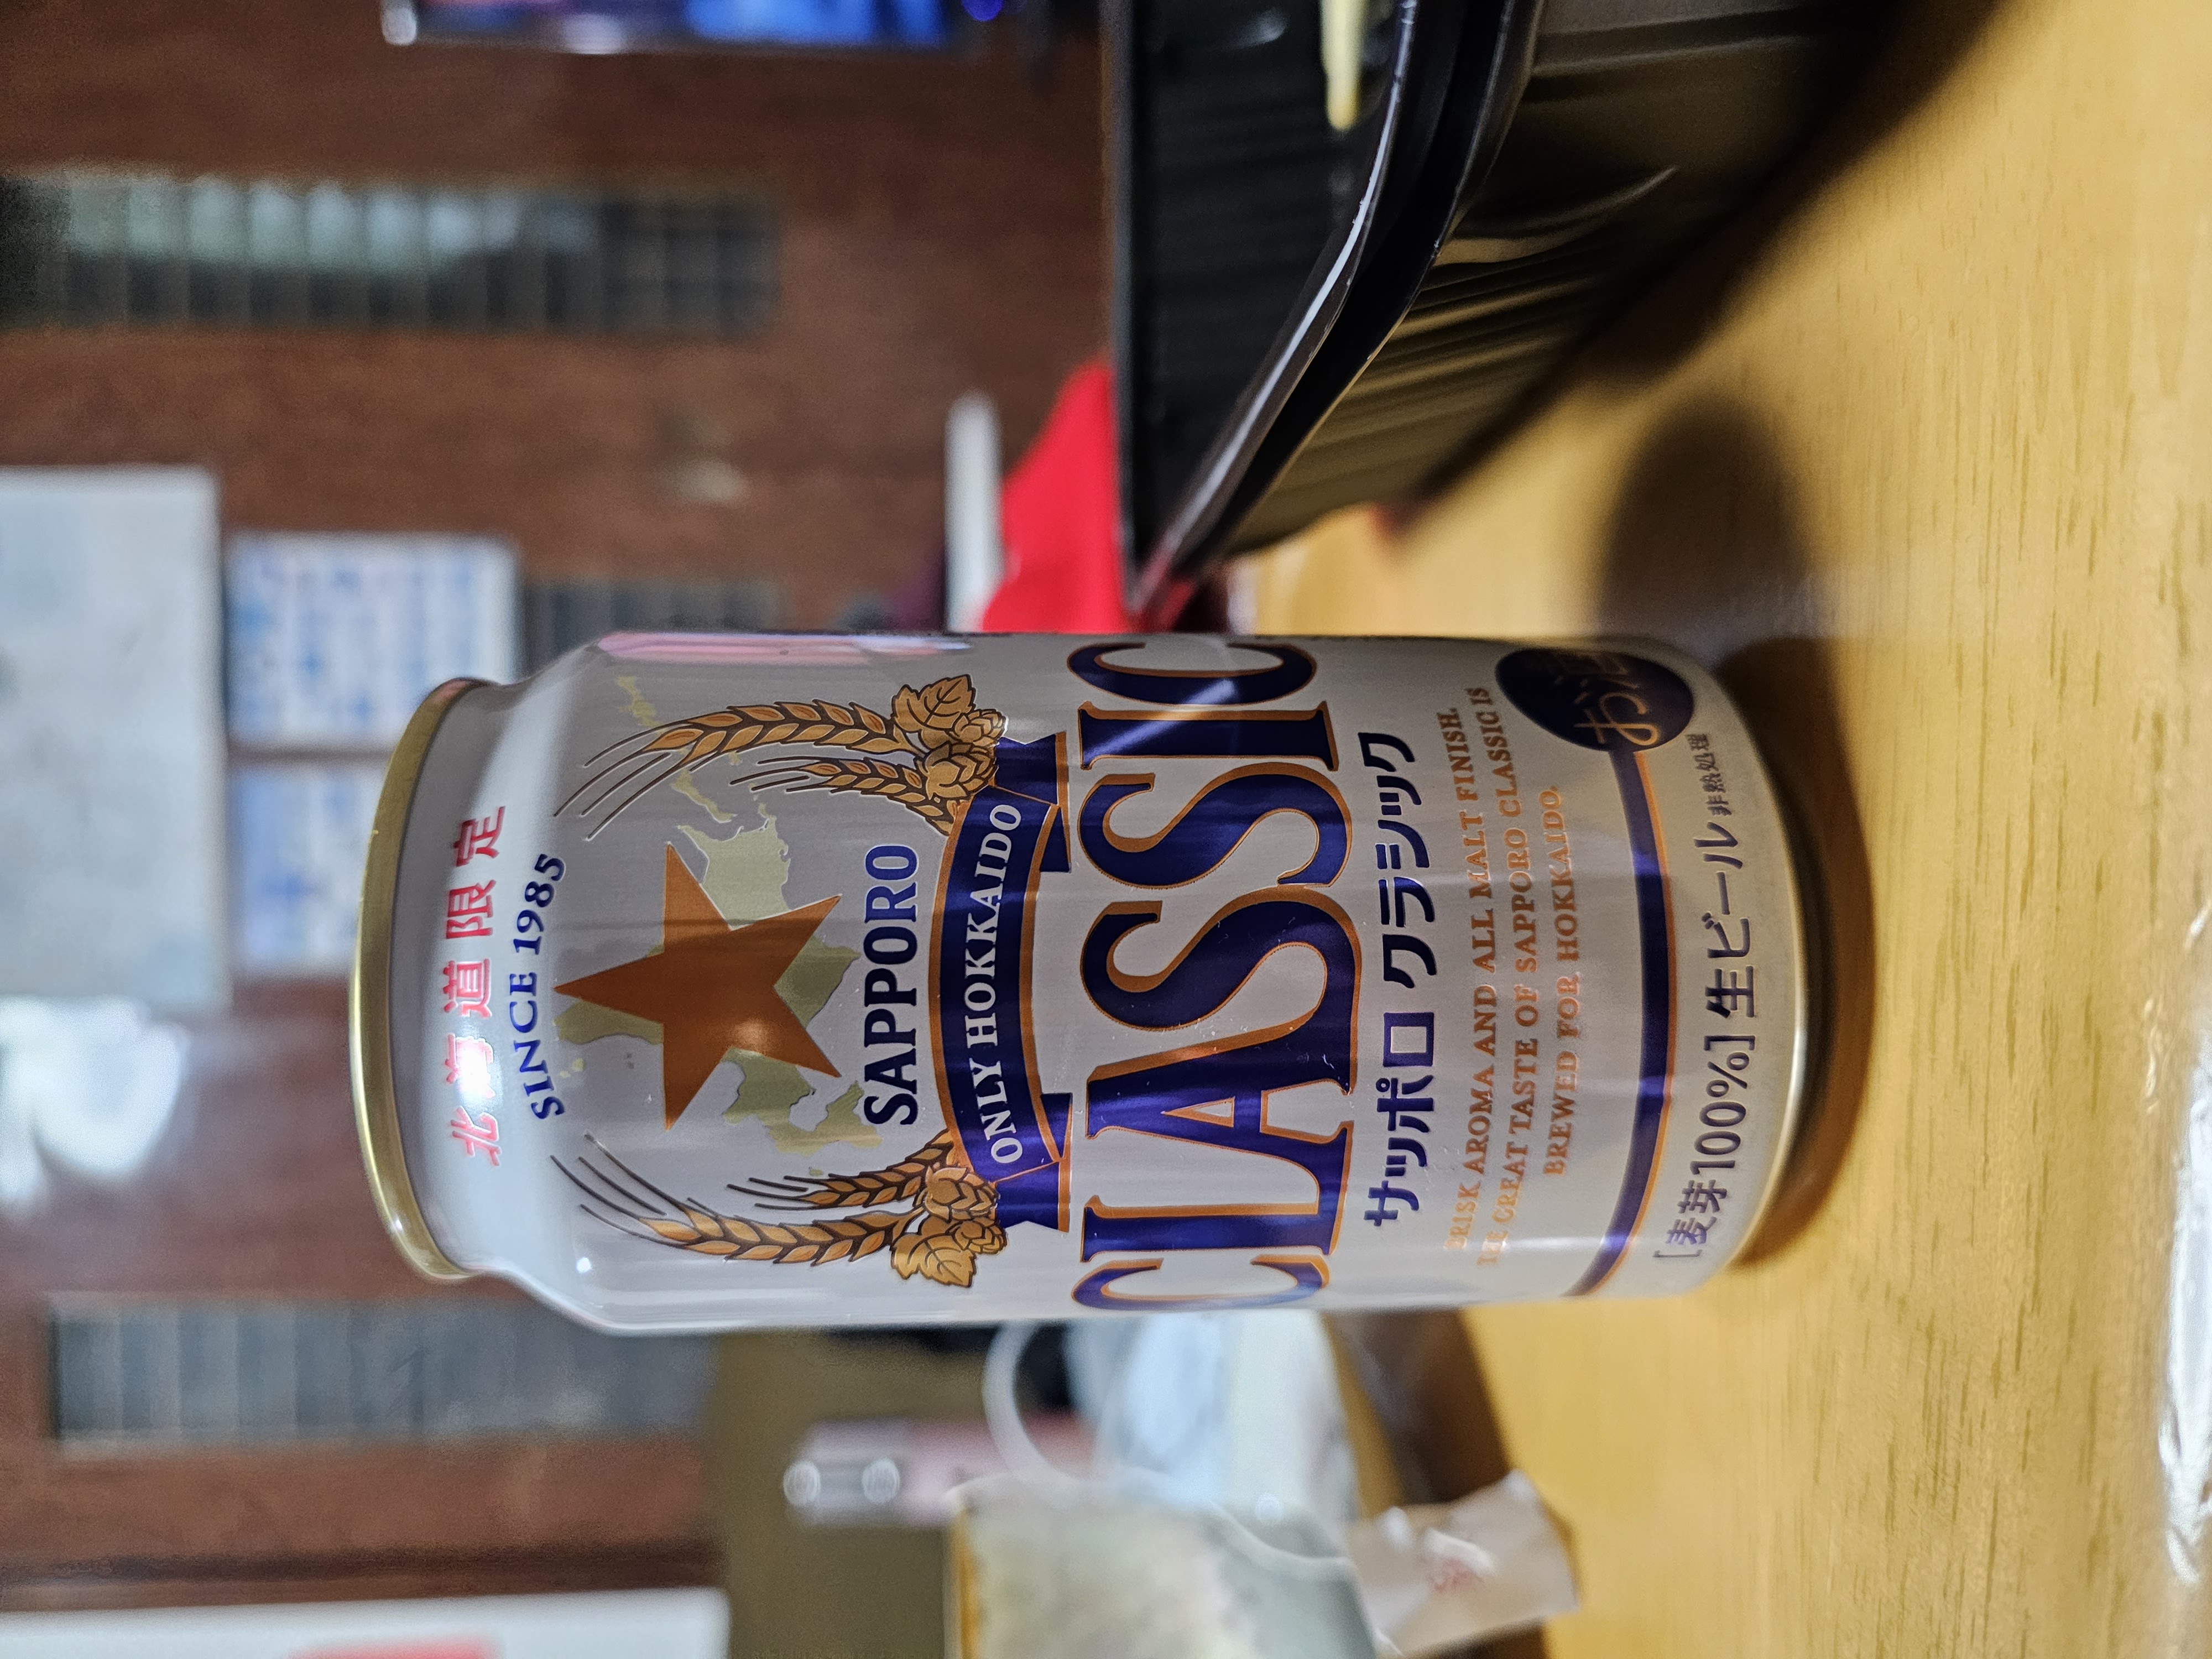 北海道限定
SINCE 1985
SAPPORO
ONLY HOKKAIDO
CLASSIC
サッポロ クラシック
BRISK AROMA AND ALL MALT FINISH.
THE GREAT TASTE OF SAPPORO CLASSIC IS
BREWED FOR HOKKAIDO.
お酒
[麦芽100%] 生ビール 非熱処理